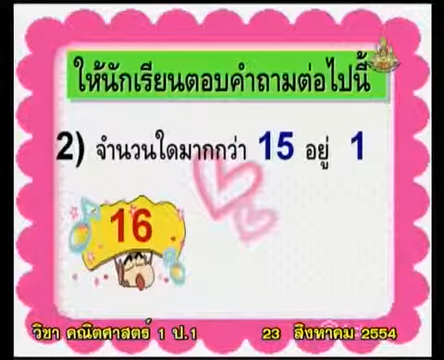 ให้นักเรียนตอบคำถามต่อไปนี้
2) จำนวนใดมากกว่า 15 อยู่ 1
16
วิชา คณิตศาสตร์ 1 ป.1 23 สิงหาคม 2554